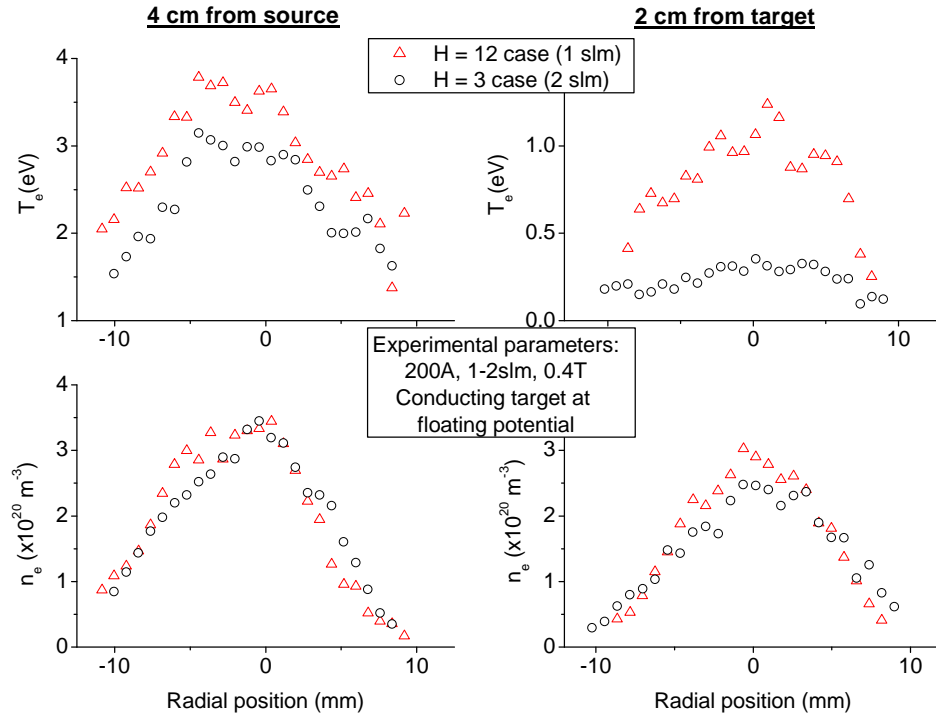 4 cm from source
2 cm from target
H = 12 case (1 slm)
H = 3 case (2 slm)
4
3
2
1
T_e(eV)
-10
0
10
1.0
0.5
0.0
T_e(eV)
0
10
Experimental parameters:
200A, 1-2slm, 0.4T
Conducting target at
floating potential
4
3
2
1
0
n_e (x10^20 m^-3)
-10
0
10
Radial position (mm)
3
2
1
0
n_e (x10^20 m^-3)
-10
0
10
Radial position (mm)